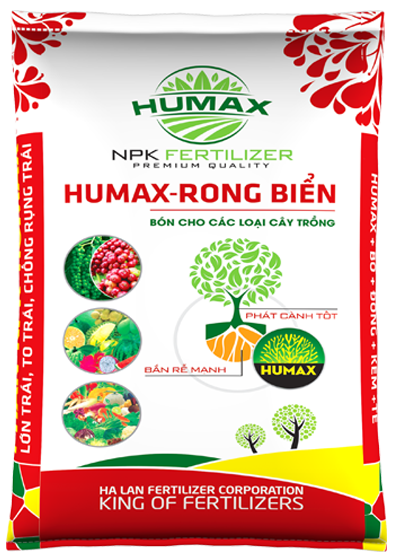 HUMAX
NPK FERTILIZER
PREMIUM QUALITY
HUMAX-RONG BIỂN
BÓN CHO CÁC LOẠI CÂY TRỒNG
LỚN TRÁI, TO TRÁI, CHỐNG RỤNG TRÁI
HUMAX + BO + ĐỒNG + KẼM + TE
PHÁT CÀNH TỐT
BẮN RỄ MẠNH
HUMAX
HA LAN FERTILIZER CORPORATION
KING OF FERTILIZERS